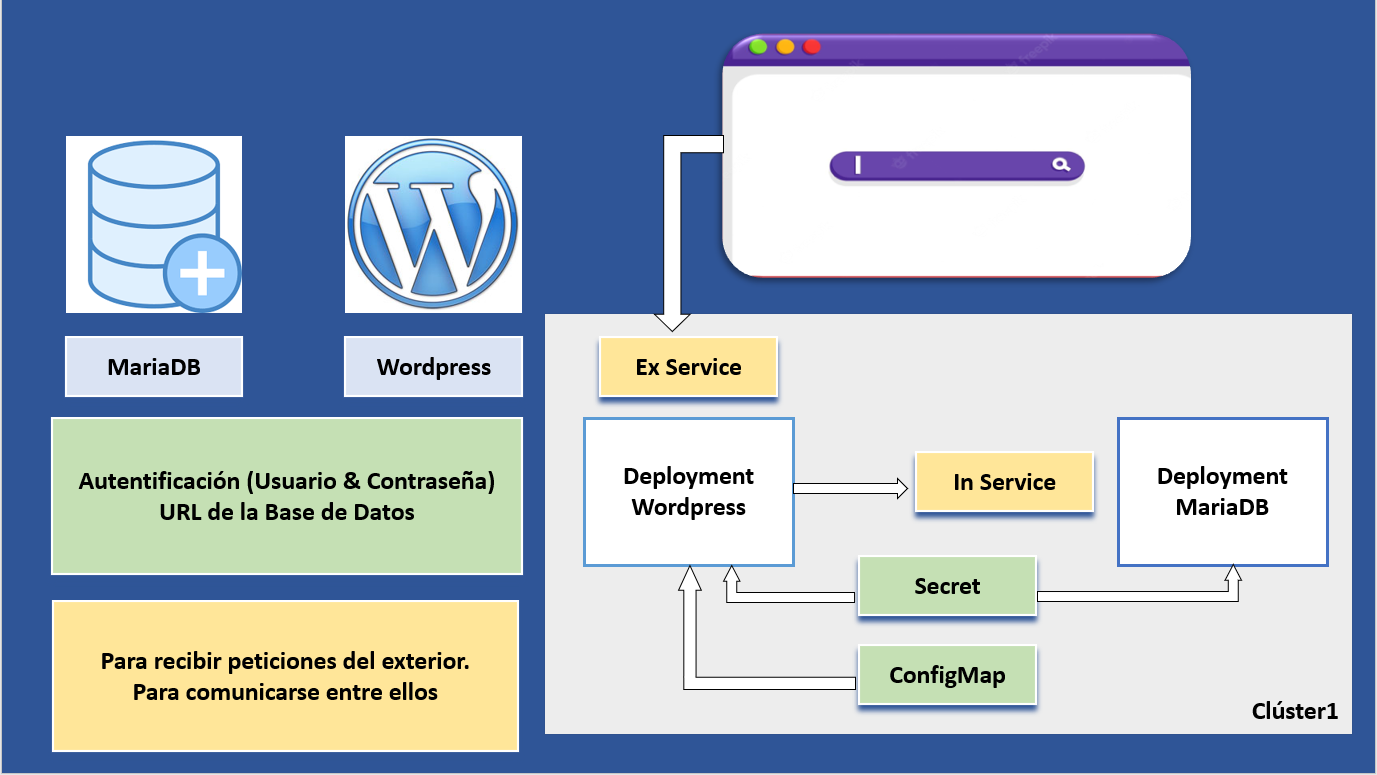 MariaDB
Wordpress
Autentificación (Usuario & Contraseña)
URL de la Base de Datos
Para recibir peticiones del exterior.
Para comunicarse entre ellos
Ex Service
Deployment
Wordpress
In Service
Deployment
MariaDB
Secret
ConfigMap
Clúster1